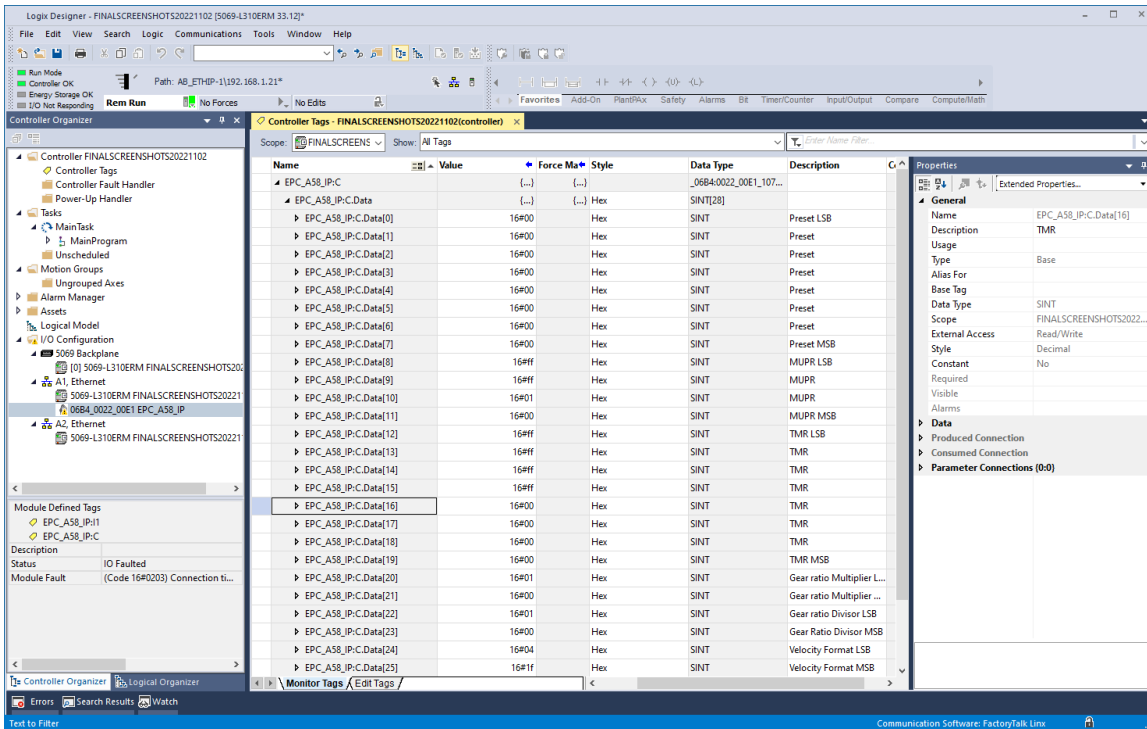 Logix Designer - FINALSCREENSHOTS20221102 [5069-L310ERM 33.12]*
File Edit View Search Logic Communications Tools Window Help
Run Mode
Controller OK
Energy Storage OK
I/O Not Responding
Path: AB_ETHIP-1\192.168.1.21*
Rem Run No Forces No Edits
Favorites Add-On PlantPAx Safety Alarms Bit Timer/Counter Input/Output Compare Compute/Math
Controller Organizer
Controller FINALSCREENSHOTS20221102
Controller Tags
Controller Fault Handler
Power-Up Handler
Tasks
MainTask
MainProgram
Unscheduled
Motion Groups
Ungrouped Axes
Alarm Manager
Assets
Logical Model
I/O Configuration
5069 Backplane
[0] 5069-L310ERM FINALSCREENSHOTS202
A1, Ethernet
5069-L310ERM FINALSCREENSHOTS20221
06B4_0022_00E1 EPC_A58_IP
A2, Ethernet
5069-L310ERM FINALSCREENSHOTS20221
Module Defined Tags
EPC_A58_IP:I1
EPC_A58_IP:C
Description
Status IO Faulted
Module Fault (Code 16#0203) Connection ti...
Controller Organizer Logical Organizer
Controller Tags - FINALSCREENSHOTS20221102(controller)
Scope: FINALSCREENS Show: All Tags Enter Name Filter...
Name Value Force Ma Style Data Type Description
EPC_A58_IP:C {...} {...} _06B4:0022_00E1_107...
EPC_A58_IP:C.Data {...} {...} Hex SINT[28]
EPC_A58_IP:C.Data[0] 16#00 Hex SINT Preset LSB
EPC_A58_IP:C.Data[1] 16#00 Hex SINT Preset
EPC_A58_IP:C.Data[2] 16#00 Hex SINT Preset
EPC_A58_IP:C.Data[3] 16#00 Hex SINT Preset
EPC_A58_IP:C.Data[4] 16#00 Hex SINT Preset
EPC_A58_IP:C.Data[5] 16#00 Hex SINT Preset
EPC_A58_IP:C.Data[6] 16#00 Hex SINT Preset
EPC_A58_IP:C.Data[7] 16#00 Hex SINT Preset MSB
EPC_A58_IP:C.Data[8] 16#ff Hex SINT MUPR LSB
EPC_A58_IP:C.Data[9] 16#ff Hex SINT MUPR
EPC_A58_IP:C.Data[10] 16#01 Hex SINT MUPR
EPC_A58_IP:C.Data[11] 16#00 Hex SINT MUPR MSB
EPC_A58_IP:C.Data[12] 16#ff Hex SINT TMR LSB
EPC_A58_IP:C.Data[13] 16#ff Hex SINT TMR
EPC_A58_IP:C.Data[14] 16#ff Hex SINT TMR
EPC_A58_IP:C.Data[15] 16#ff Hex SINT TMR
EPC_A58_IP:C.Data[16] 16#00 Hex SINT TMR
EPC_A58_IP:C.Data[17] 16#00 Hex SINT TMR
EPC_A58_IP:C.Data[18] 16#00 Hex SINT TMR
EPC_A58_IP:C.Data[19] 16#00 Hex SINT TMR MSB
EPC_A58_IP:C.Data[20] 16#01 Hex SINT Gear ratio Multiplier L...
EPC_A58_IP:C.Data[21] 16#00 Hex SINT Gear ratio Multiplier ...
EPC_A58_IP:C.Data[22] 16#01 Hex SINT Gear ratio Divisor LSB
EPC_A58_IP:C.Data[23] 16#00 Hex SINT Gear Ratio Divisor MSB
EPC_A58_IP:C.Data[24] 16#04 Hex SINT Velocity Format LSB
EPC_A58_IP:C.Data[25] 16#1f Hex SINT Velocity Format MSB
Monitor Tags Edit Tags
Properties
Extended Properties...
General
Name EPC_A58_IP:C.Data[16]
Description TMR
Usage
Type Base
Alias For
Base Tag
Data Type SINT
Scope FINALSCREENSHOTS2022...
External Access Read/Write
Style Decimal
Constant No
Required
Visible
Alarms
Data
Produced Connection
Consumed Connection
Parameter Connections {0:0}
Errors Search Results Watch
Text to Filter Communication Software: FactoryTalk Linx